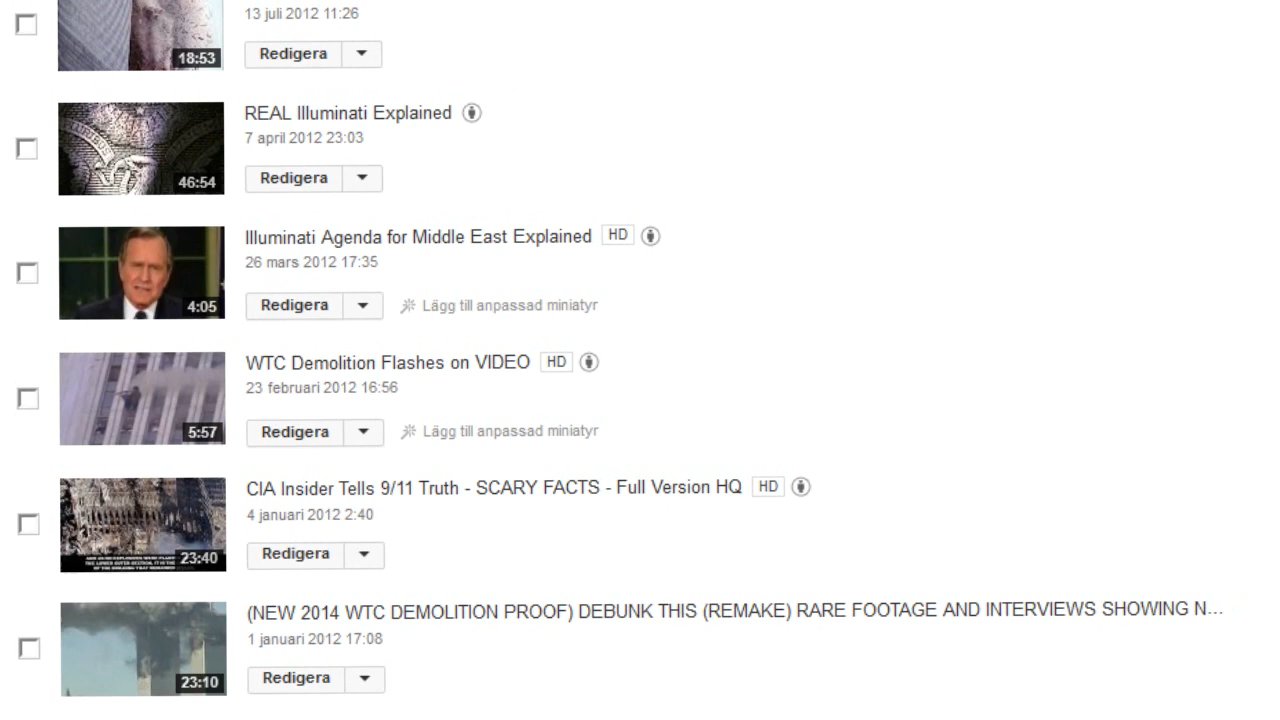 13 juli 2012 11:26
18:53
Redigera
REAL Illuminati Explained
7 april 2012 23:03
46:54
Redigera
Illuminati Agenda for Middle East Explained HD
26 mars 2012 17:35
4:05
Redigera Lägg till anpassad miniatyr
WTC Demolition Flashes on VIDEO HD
23 februari 2012 16:56
5:57
Redigera Lägg till anpassad miniatyr
CIA Insider Tells 9/11 Truth - SCARY FACTS - Full Version HQ HD
4 januari 2012 2:40
23:40
Redigera
(NEW 2014 WTC DEMOLITION PROOF) DEBUNK THIS (REMAKE) RARE FOOTAGE AND INTERVIEWS SHOWING N...
1 januari 2012 17:08
23:10
Redigera